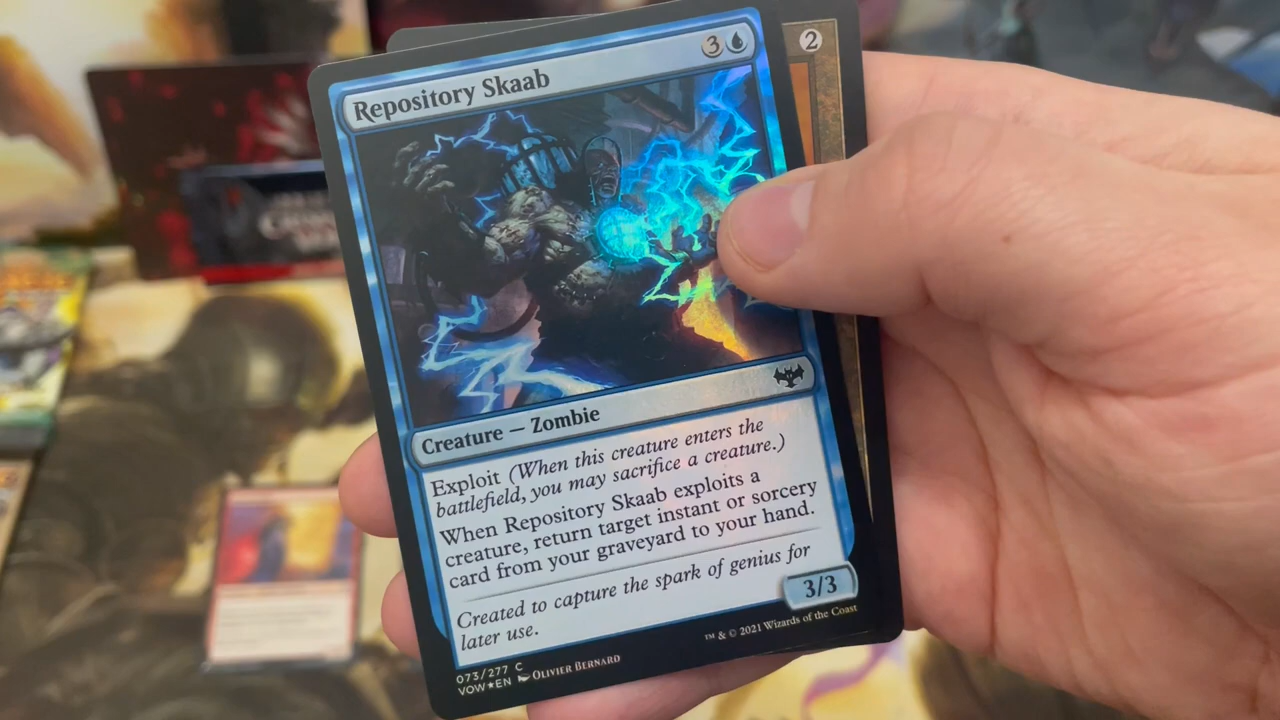 Repository Skaab
3
2
Creature — Zombie
Exploit (When this creature enters the
battlefield, you may sacrifice a creature.)
When Repository Skaab exploits a
creature, return target instant or sorcery
card from your graveyard to your hand.
Created to capture the spark of genius for
later use.
3/3
073/277 C
VOW★EN OLIVIER BERNARD
™ & © 2021 Wizards of the Coast